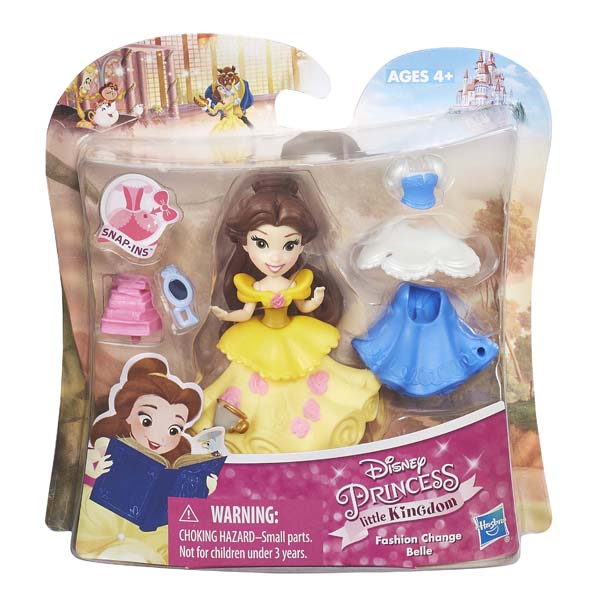 AGES 4+
SNAP-INS™
Disney
PRINCESS
little Kingdom
Fashion Change
Belle
Hasbro
WARNING:
CHOKING HAZARD–Small parts.
Not for children under 3 years.